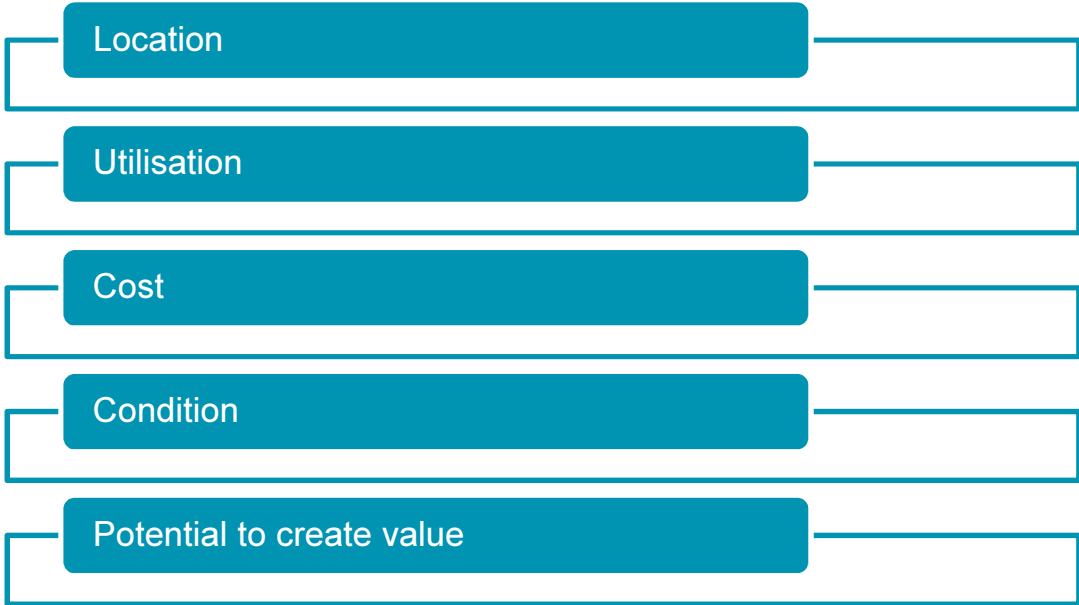 Location
Utilisation
Cost
Condition
Potential to create value